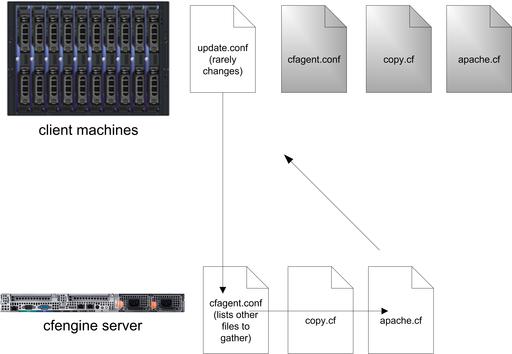 update.conf
(rarely
changes)
cfagent.conf
copy.cf
apache.cf
client machines
cfagent.conf
(lists other
files to
gather)
copy.cf
apache.cf
cfengine server